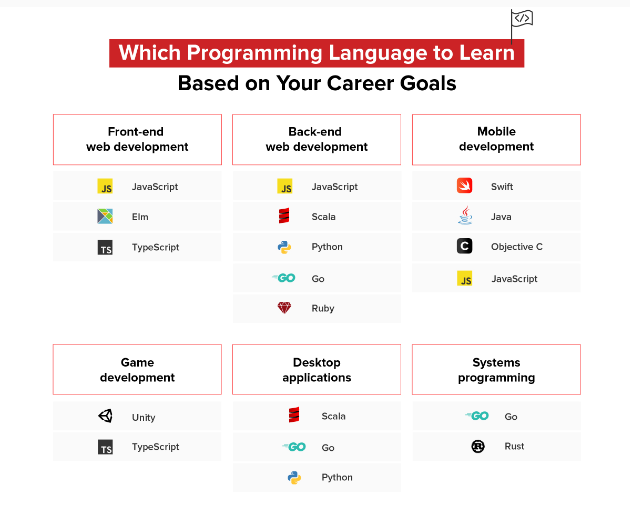 </>
Which Programming Language to Learn
Based on Your Career Goals
Front-end
web development
JS JavaScript
Elm
TS TypeScript
Back-end
web development
JS JavaScript
Scala
Python
GO Go
Ruby
Mobile
development
Swift
Java
C Objective C
JS JavaScript
Game
development
Unity
TS TypeScript
Desktop
applications
Scala
GO Go
Python
Systems
programming
GO Go
R Rust